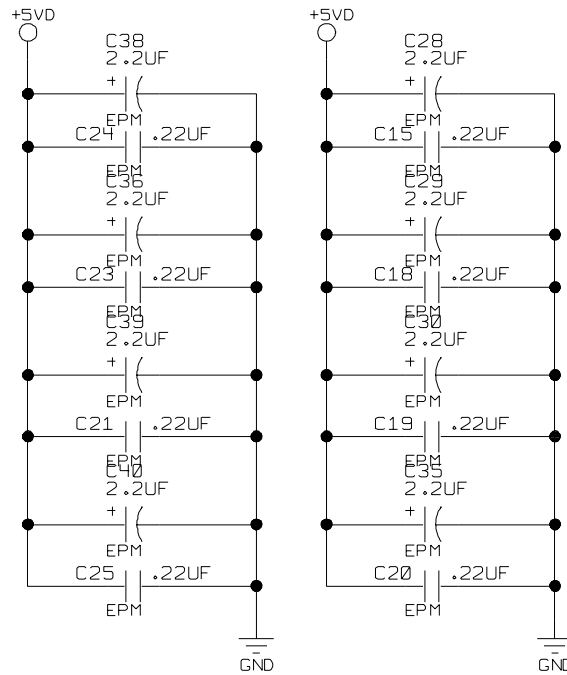 +5VD
C38
2.2UF
+
EPM
C24 .22UF
EPM
C36
2.2UF
+
EPM
C23 .22UF
EPM
C39
2.2UF
+
EPM
C21 .22UF
EPM
C40
2.2UF
+
EPM
C25 .22UF
EPM
GND
+5VD
C28
2.2UF
+
EPM
C15 .22UF
EPM
C29
2.2UF
+
EPM
C18 .22UF
EPM
C30
2.2UF
+
EPM
C19 .22UF
EPM
C35
2.2UF
+
EPM
C20 .22UF
EPM
GND